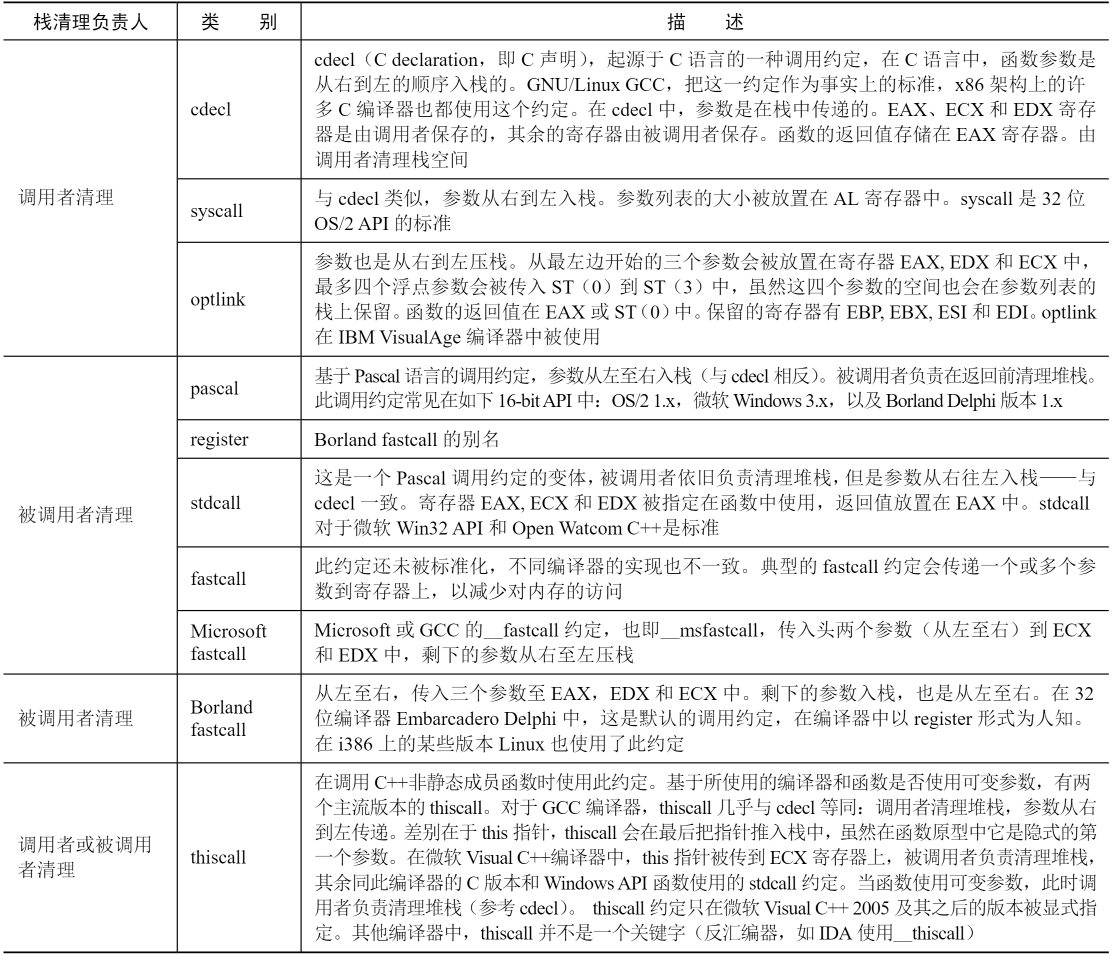 栈清理负责人 类 别 描 述
调用者清理
cdecl
cdecl（C declaration，即 C 声明），起源于 C 语言的一种调用约定，在 C 语言中，函数参数是
从右到左的顺序入栈的。GNU/Linux GCC，把这一约定作为事实上的标准，x86 架构上的许
多 C 编译器也都使用这个约定。在 cdecl 中，参数是在栈中传递的。EAX、ECX 和 EDX 寄存
器是由调用者保存的，其余的寄存器由被调用者保存。函数的返回值存储在 EAX 寄存器。由
调用者清理栈空间
syscall
与 cdecl 类似，参数从右到左入栈。参数列表的大小被放置在 AL 寄存器中。syscall 是 32 位
OS/2 API 的标准
optlink
参数也是从右到左压栈。从最左边开始的三个参数会被放置在寄存器 EAX, EDX 和 ECX 中，
最多四个浮点参数会被传入 ST（0）到 ST（3）中，虽然这四个参数的空间也会在参数列表的
栈上保留。函数的返回值在 EAX 或 ST（0）中。保留的寄存器有 EBP, EBX, ESI 和 EDI。optlink
在 IBM VisualAge 编译器中被使用
被调用者清理
pascal
基于 Pascal 语言的调用约定，参数从左至右入栈（与 cdecl 相反）。被调用者负责在返回前清理堆栈。
此调用约定常见在如下 16-bit API 中：OS/2 1.x，微软 Windows 3.x，以及 Borland Delphi 版本 1.x
register
Borland fastcall 的别名
stdcall
这是一个 Pascal 调用约定的变体，被调用者依旧负责清理堆栈，但是参数从右往左入栈——与
cdecl 一致。寄存器 EAX, ECX 和 EDX 被指定在函数中使用，返回值放置在 EAX 中。stdcall
对于微软 Win32 API 和 Open Watcom C++是标准
fastcall
此约定还未被标准化，不同编译器的实现也不一致。典型的 fastcall 约定会传递一个或多个参
数到寄存器上，以减少对内存的访问
Microsoft
fastcall
Microsoft 或 GCC 的__fastcall 约定，也即__msfastcall，传入头两个参数（从左至右）到 ECX
和 EDX 中，剩下的参数从右至左压栈
被调用者清理
Borland
fastcall
从左至右，传入三个参数至 EAX，EDX 和 ECX 中。剩下的参数入栈，也是从左至右。在 32
位编译器 Embarcadero Delphi 中，这是默认的调用约定，在编译器中以 register 形式为人知。
在 i386 上的某些版本 Linux 也使用了此约定
调用者或被调用
者清理
thiscall
在调用 C++非静态成员函数时使用此约定。基于所使用的编译器和函数是否使用可变参数，有两
个主流版本的 thiscall。对于 GCC 编译器，thiscall 几乎与 cdecl 等同：调用者清理堆栈，参数从右
到左传递。差别在于 this 指针，thiscall 会在最后把指针推入栈中，虽然在函数原型中它是隐式的第
一个参数。在微软 Visual C++编译器中，this 指针被传到 ECX 寄存器上，被调用者负责清理堆栈，
其余同此编译器的 C 版本和 Windows API 函数使用的 stdcall 约定。当函数使用可变参数，此时调
用者负责清理堆栈（参考 cdecl）。 thiscall 约定只在微软 Visual C++ 2005 及其之后的版本被显式指
定。其他编译器中，thiscall 并不是一个关键字（反汇编器，如 IDA 使用__thiscall）